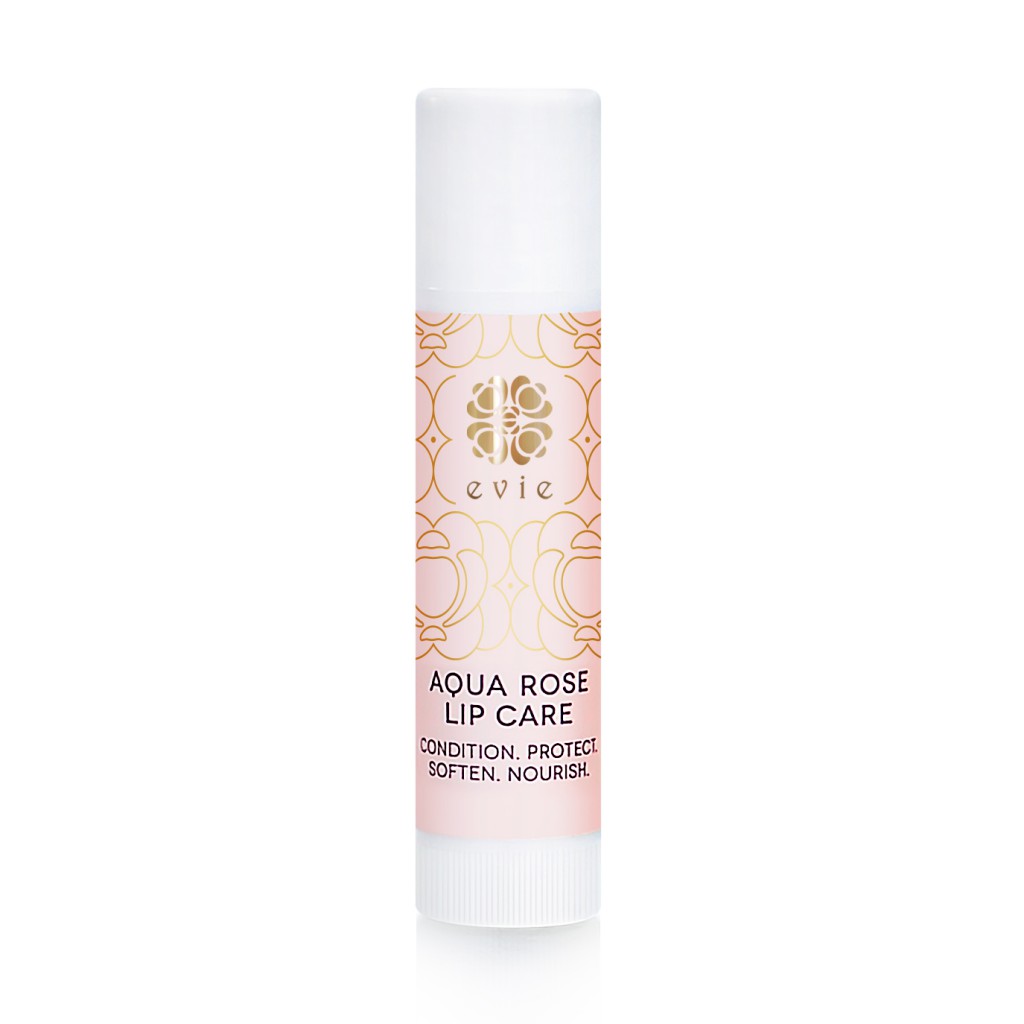 evie
AQUA ROSE
LIP CARE
CONDITION. PROTECT.
SOFTEN. NOURISH.